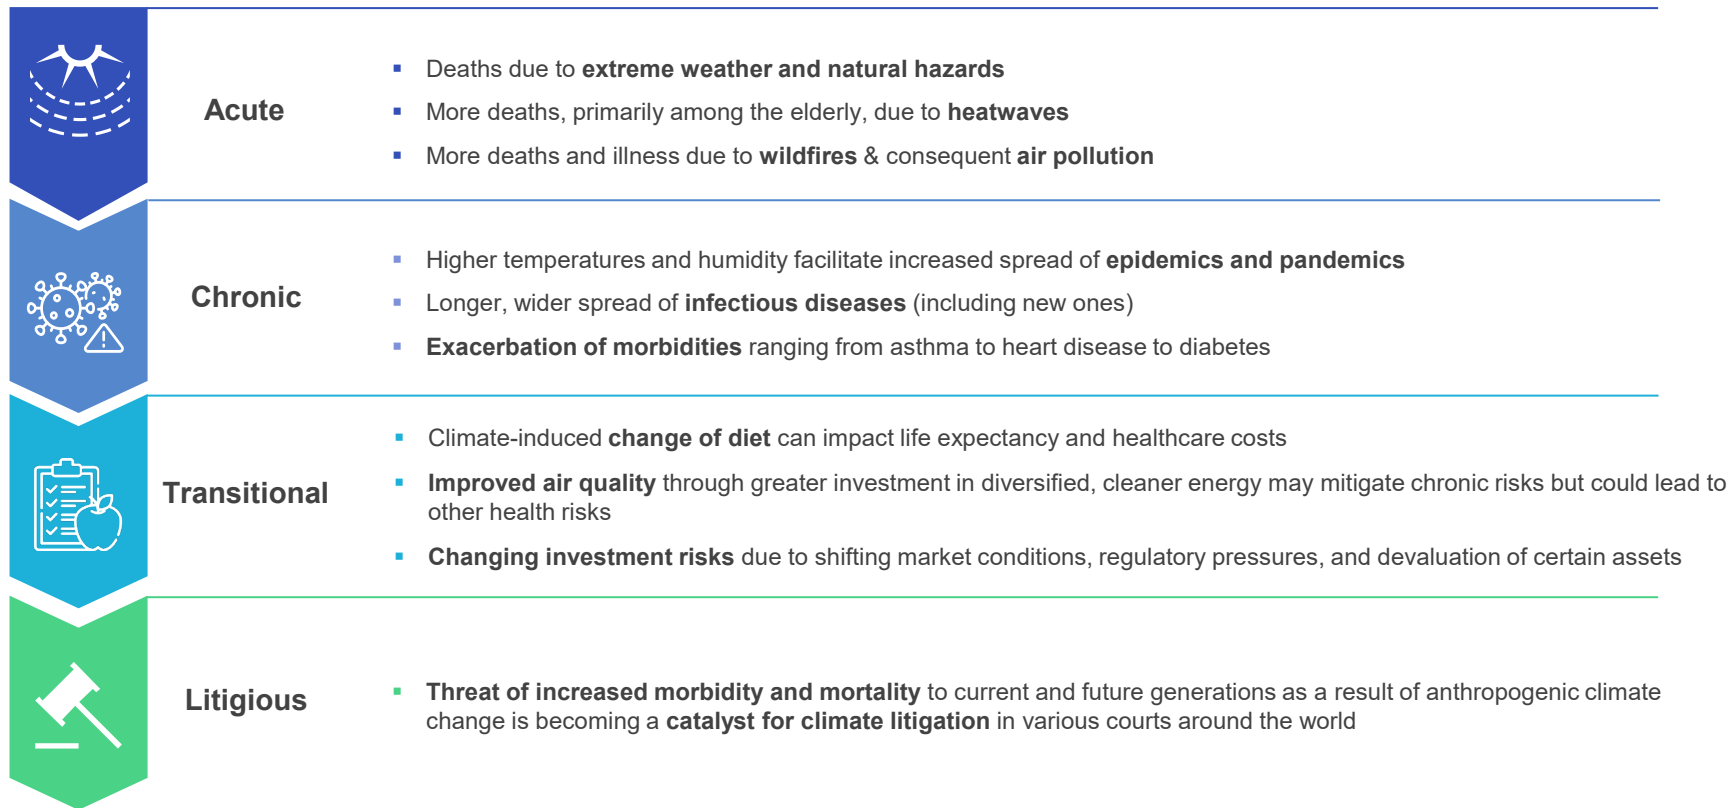 Acute
Deaths due to extreme weather and natural hazards
More deaths, primarily among the elderly, due to heatwaves
More deaths and illness due to wildfires & consequent air pollution
Chronic
Higher temperatures and humidity facilitate increased spread of epidemics and pandemics
Longer, wider spread of infectious diseases (including new ones)
Exacerbation of morbidities ranging from asthma to heart disease to diabetes
Transitional
Climate-induced change of diet can impact life expectancy and healthcare costs
Improved air quality through greater investment in diversified, cleaner energy may mitigate chronic risks but could lead to
other health risks
Changing investment risks due to shifting market conditions, regulatory pressures, and devaluation of certain assets
Litigious
Threat of increased morbidity and mortality to current and future generations as a result of anthropogenic climate
change is becoming a catalyst for climate litigation in various courts around the world